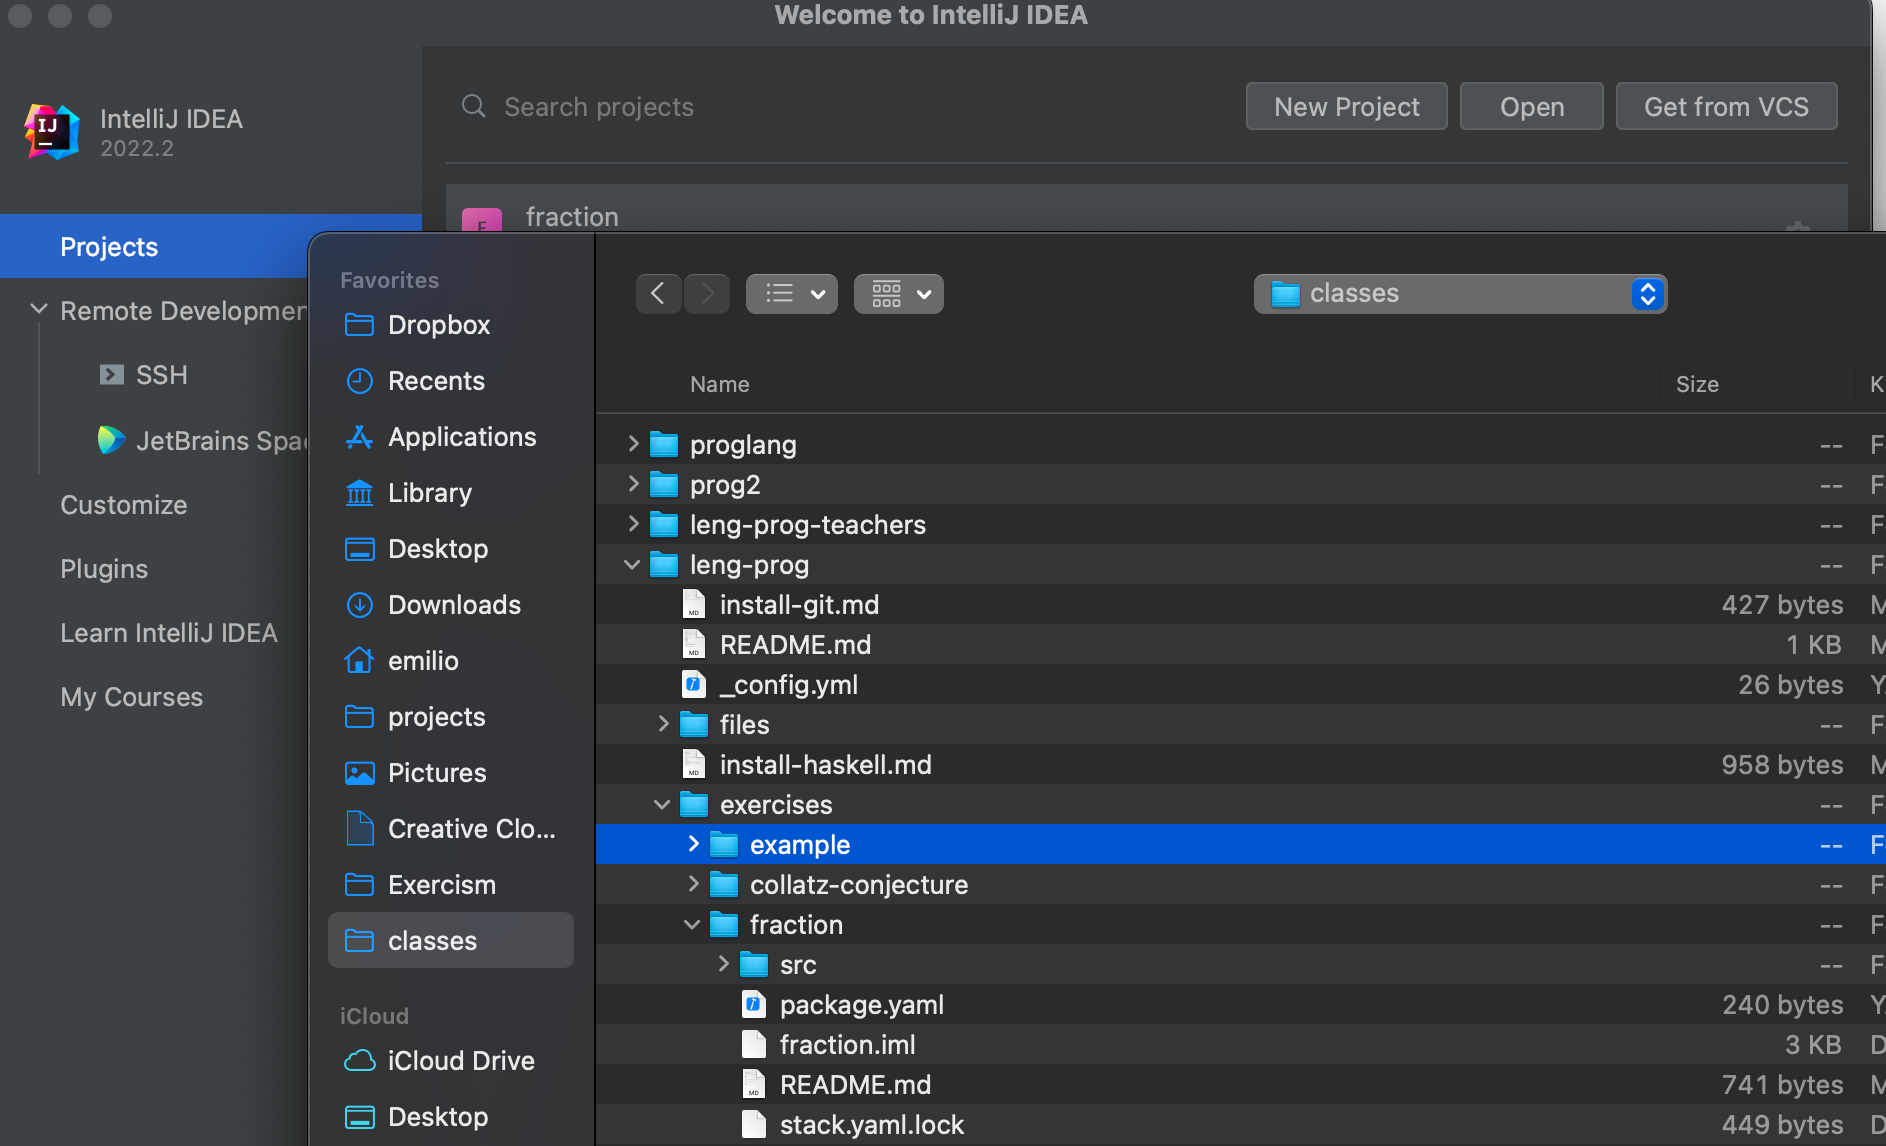 Welcome to IntelliJ IDEA
IJ
IntelliJ IDEA
2022.2
Search projects
New Project
Open
Get from VCS
fraction
Projects
Remote Developmen
SSH
JetBrains Spac
Customize
Plugins
Learn IntelliJ IDEA
My Courses
Favorites
Dropbox
Recents
Applications
Library
Desktop
Downloads
emilio
projects
Pictures
Creative Clo...
Exercism
classes
iCloud
iCloud Drive
Desktop
classes
Name Size K
proglang -- F
prog2 -- F
leng-prog-teachers -- F
leng-prog -- F
install-git.md 427 bytes M
README.md 1 KB M
_config.yml 26 bytes Y
files -- F
install-haskell.md 958 bytes M
exercises -- F
example -- F
collatz-conjecture -- F
fraction -- F
src -- F
package.yaml 240 bytes Y
fraction.iml 3 KB D
README.md 741 bytes M
stack.yaml.lock 449 bytes D